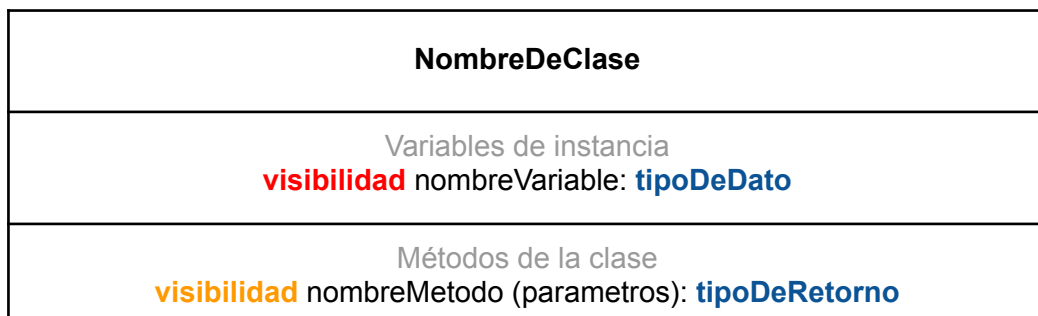 NombreDeClase
Variables de instancia
visibilidad nombreVariable: tipoDeDato
Métodos de la clase
visibilidad nombreMetodo (parametros): tipoDeRetorno